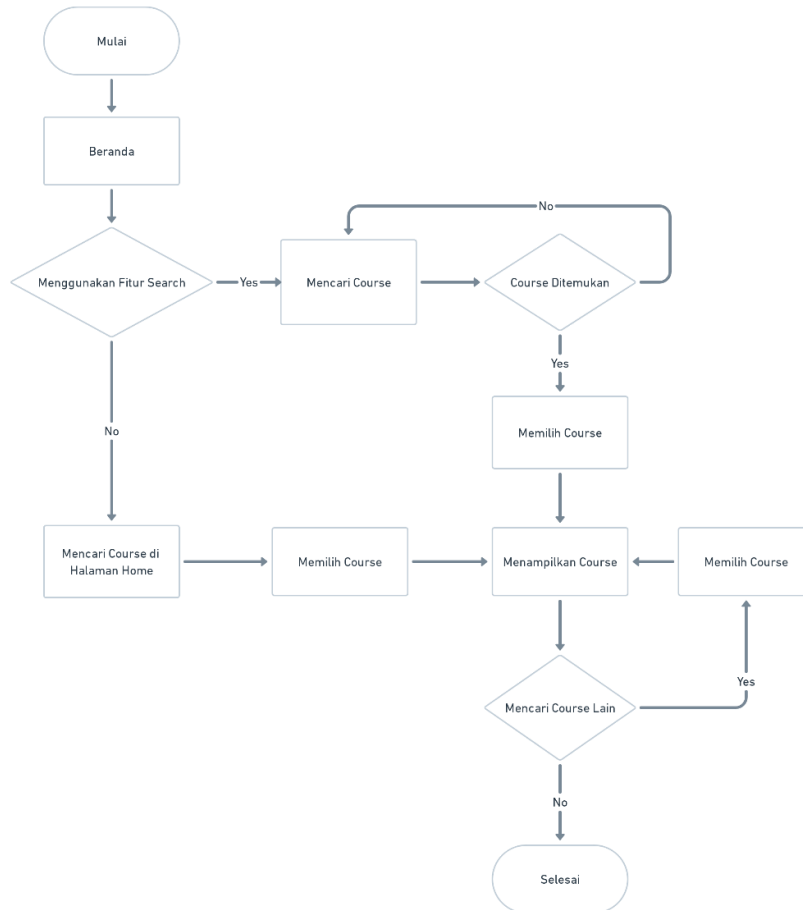 Mulai
Beranda
No
Menggunakan Fitur Search
Yes
Mencari Course
Course Ditemukan
Yes
Memilih Course
No
Mencari Course di
Halaman Home
Memilih Course
Menampilkan Course
Memilih Course
Yes
Mencari Course Lain
No
Selesai